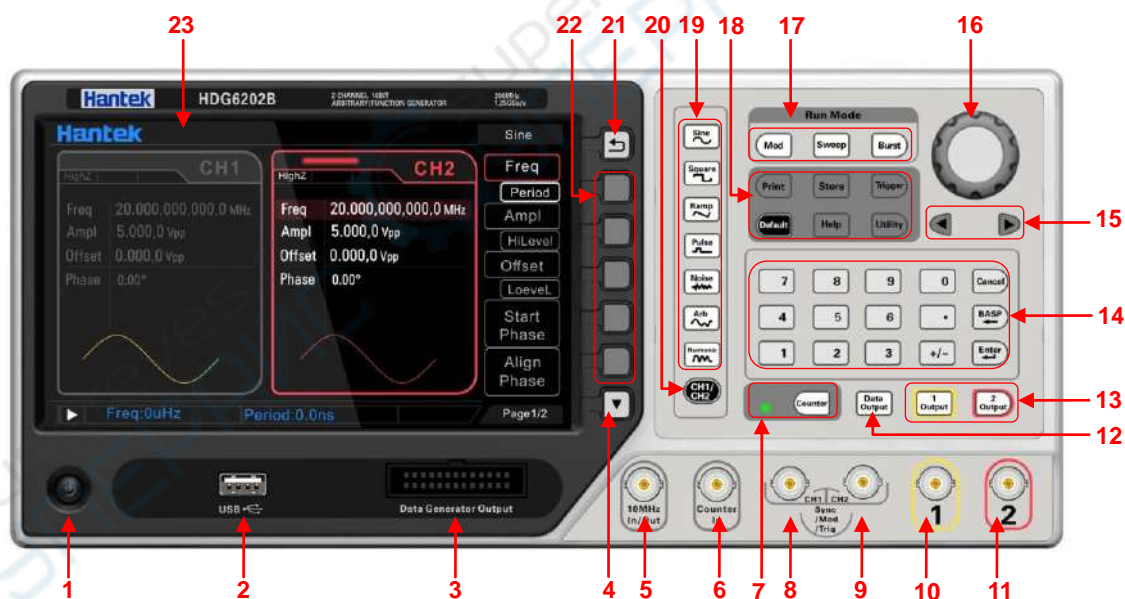 23
22
21
20
19
18
17
16
Hantek
HDG6202B
2 CHANNEL 16BIT
ARBITRARY/FUNCTION GENERATOR
200MHz
1.25GSa/s
Hantek
Sine
CH1
CH2
HighZ
HighZ
Freq 20.000,000,000,0 MHz
Ampl 5.000,0 Vpp
Offset 0.000,0 Vpp
Phase 0.00°
Freq 20.000,000,000,0 MHz
Ampl 5.000,0 Vpp
Offset 0.000,0 Vpp
Phase 0.00°
Freq
Period
Ampl
HiLevel
Offset
LoeveL
Start
Phase
Align
Phase
Freq:0uHz Period:0.0ns
Page1/2
Sine
Square
Ramp
Pulse
Noise
Arb
Harmonic
CH1/
CH2
Run Mode
Mod Sweep Burst
Print Store Trigger
Default Help Utility
15
7 8 9 0 Cancel
4 5 6 . BASP
1 2 3 +/- Enter
14
Counter
Data
Output
1
Output
2
Output
13
12
USB
Data Generator Output
10MHz
In/Out
Counter
In
CH1 CH2
Sync
/Mod
/Trig
1
2
1
2
3
4
5
6
7
8
9
10
11